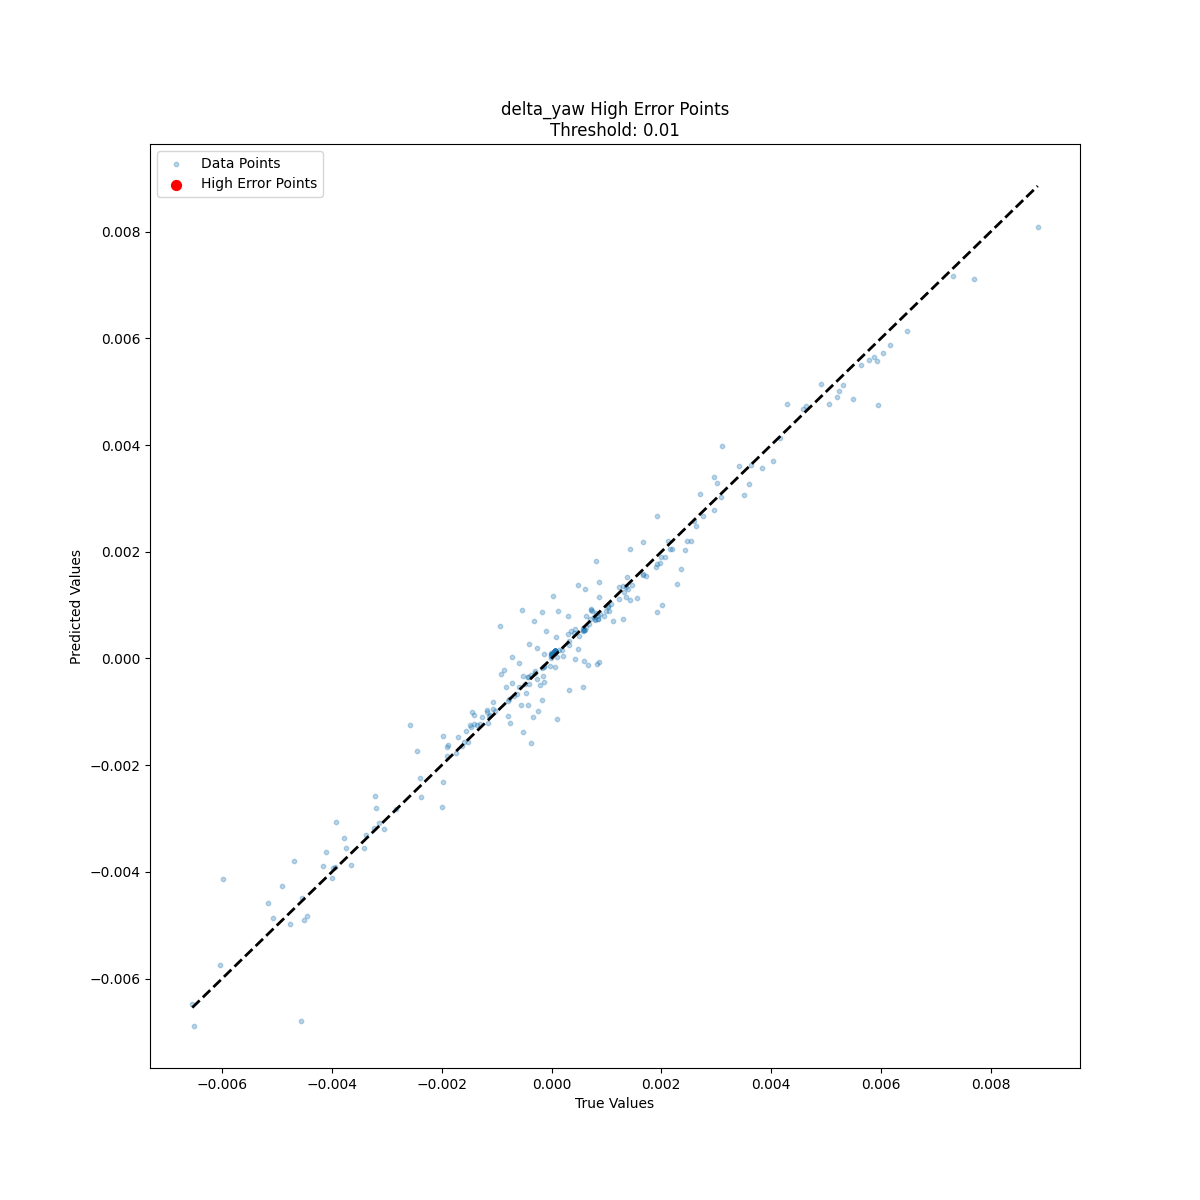 delta_yaw High Error Points
Threshold: 0.01
Data Points
High Error Points
0.008
0.006
0.004
0.002
0.000
−0.002
−0.004
−0.006
Predicted Values
−0.006 −0.004 −0.002 0.000 0.002 0.004 0.006 0.008
True Values